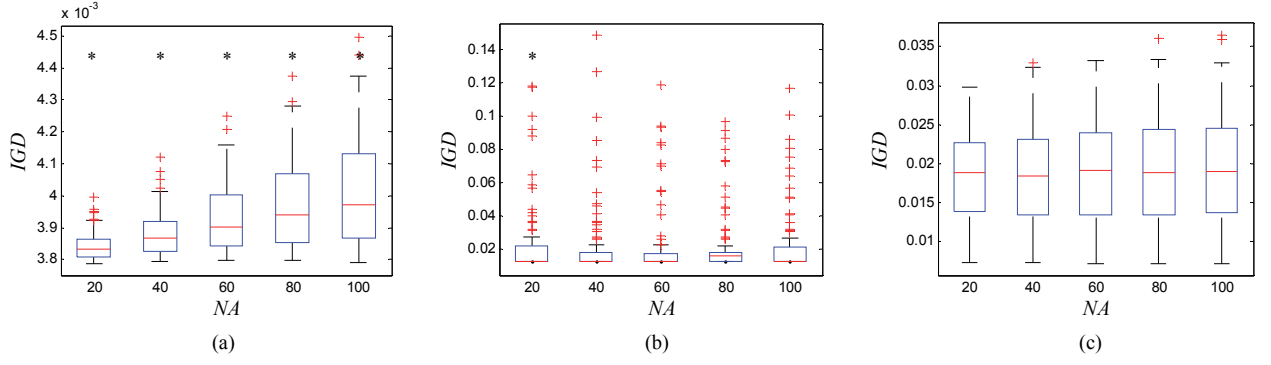 x 10⁻³
4.5
4.4
4.3
4.2
4.1
4
3.9
3.8
IGD
* * * * *
20 40 60 80 100
NA
(a)
0.14
0.12
0.1
0.08
0.06
0.04
0.02
IGD
*
20 40 60 80 100
NA
(b)
0.035
0.03
0.025
0.02
0.015
0.01
IGD
20 40 60 80 100
NA
(c)